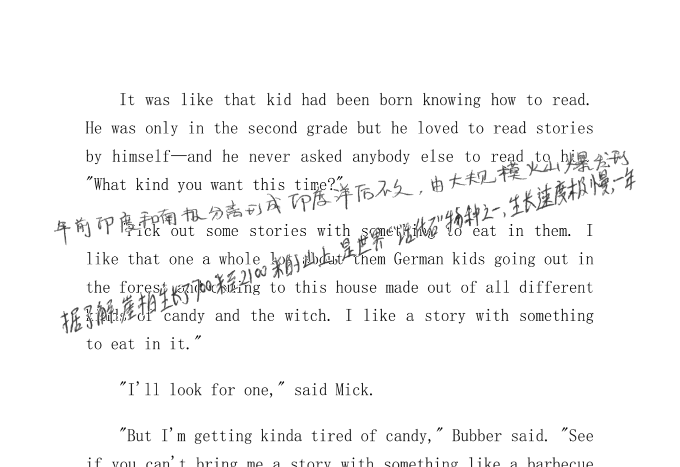 It was like that kid had been born knowing how to read.
He was only in the second grade but he loved to read stories
by himself—and he never asked anybody else to read to him.
"What kind you want this time?"
年前印度和南极分离形成印度洋后不久，由大规模火山爆发形
"Pick out some stories with something to eat in them. I
like that one a whole lot about them German kids going out in
据了解，崖柏生长于700米至2100米的山上，是世界“活化石”物种之一，生长速度极慢，一年
the forest and coming to this house made out of all different
kinds of candy and the witch. I like a story with something
to eat in it."
"I'll look for one," said Mick.
"But I'm getting kinda tired of candy," Bubber said. "See
if you can't bring me a story with something like a barbecue